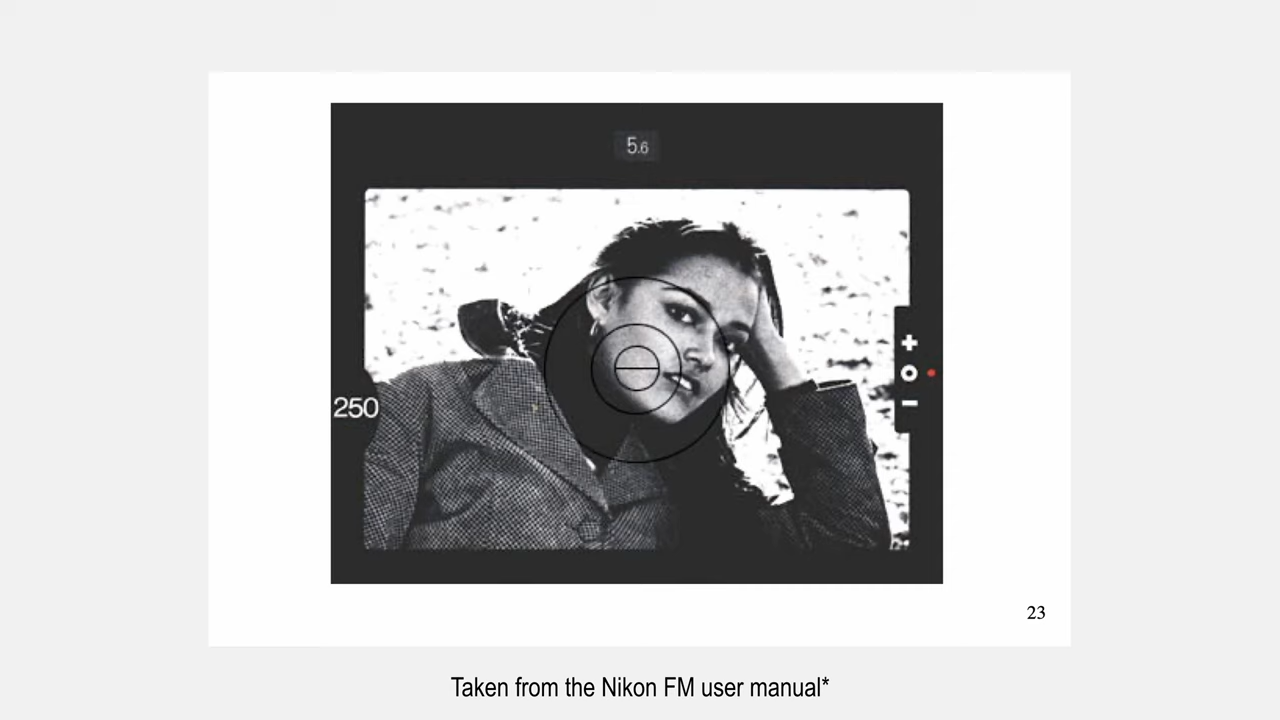 5.6
250
+
o
-
23
Taken from the Nikon FM user manual*